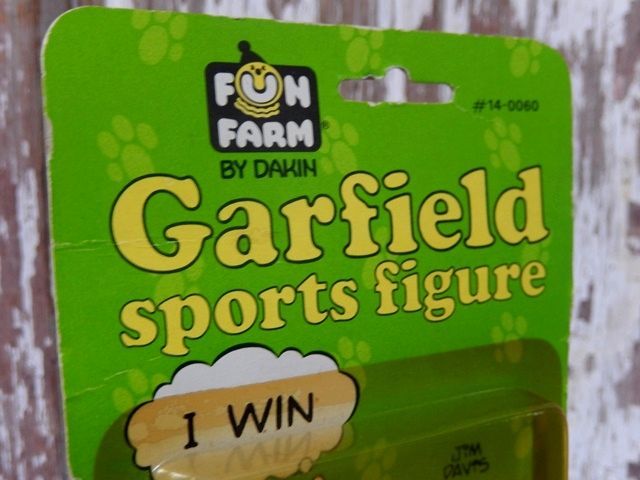 FUN
FARM®
BY DAKIN
#14-0060
Garfield
sports figure
I WIN
JIM
DAVIS